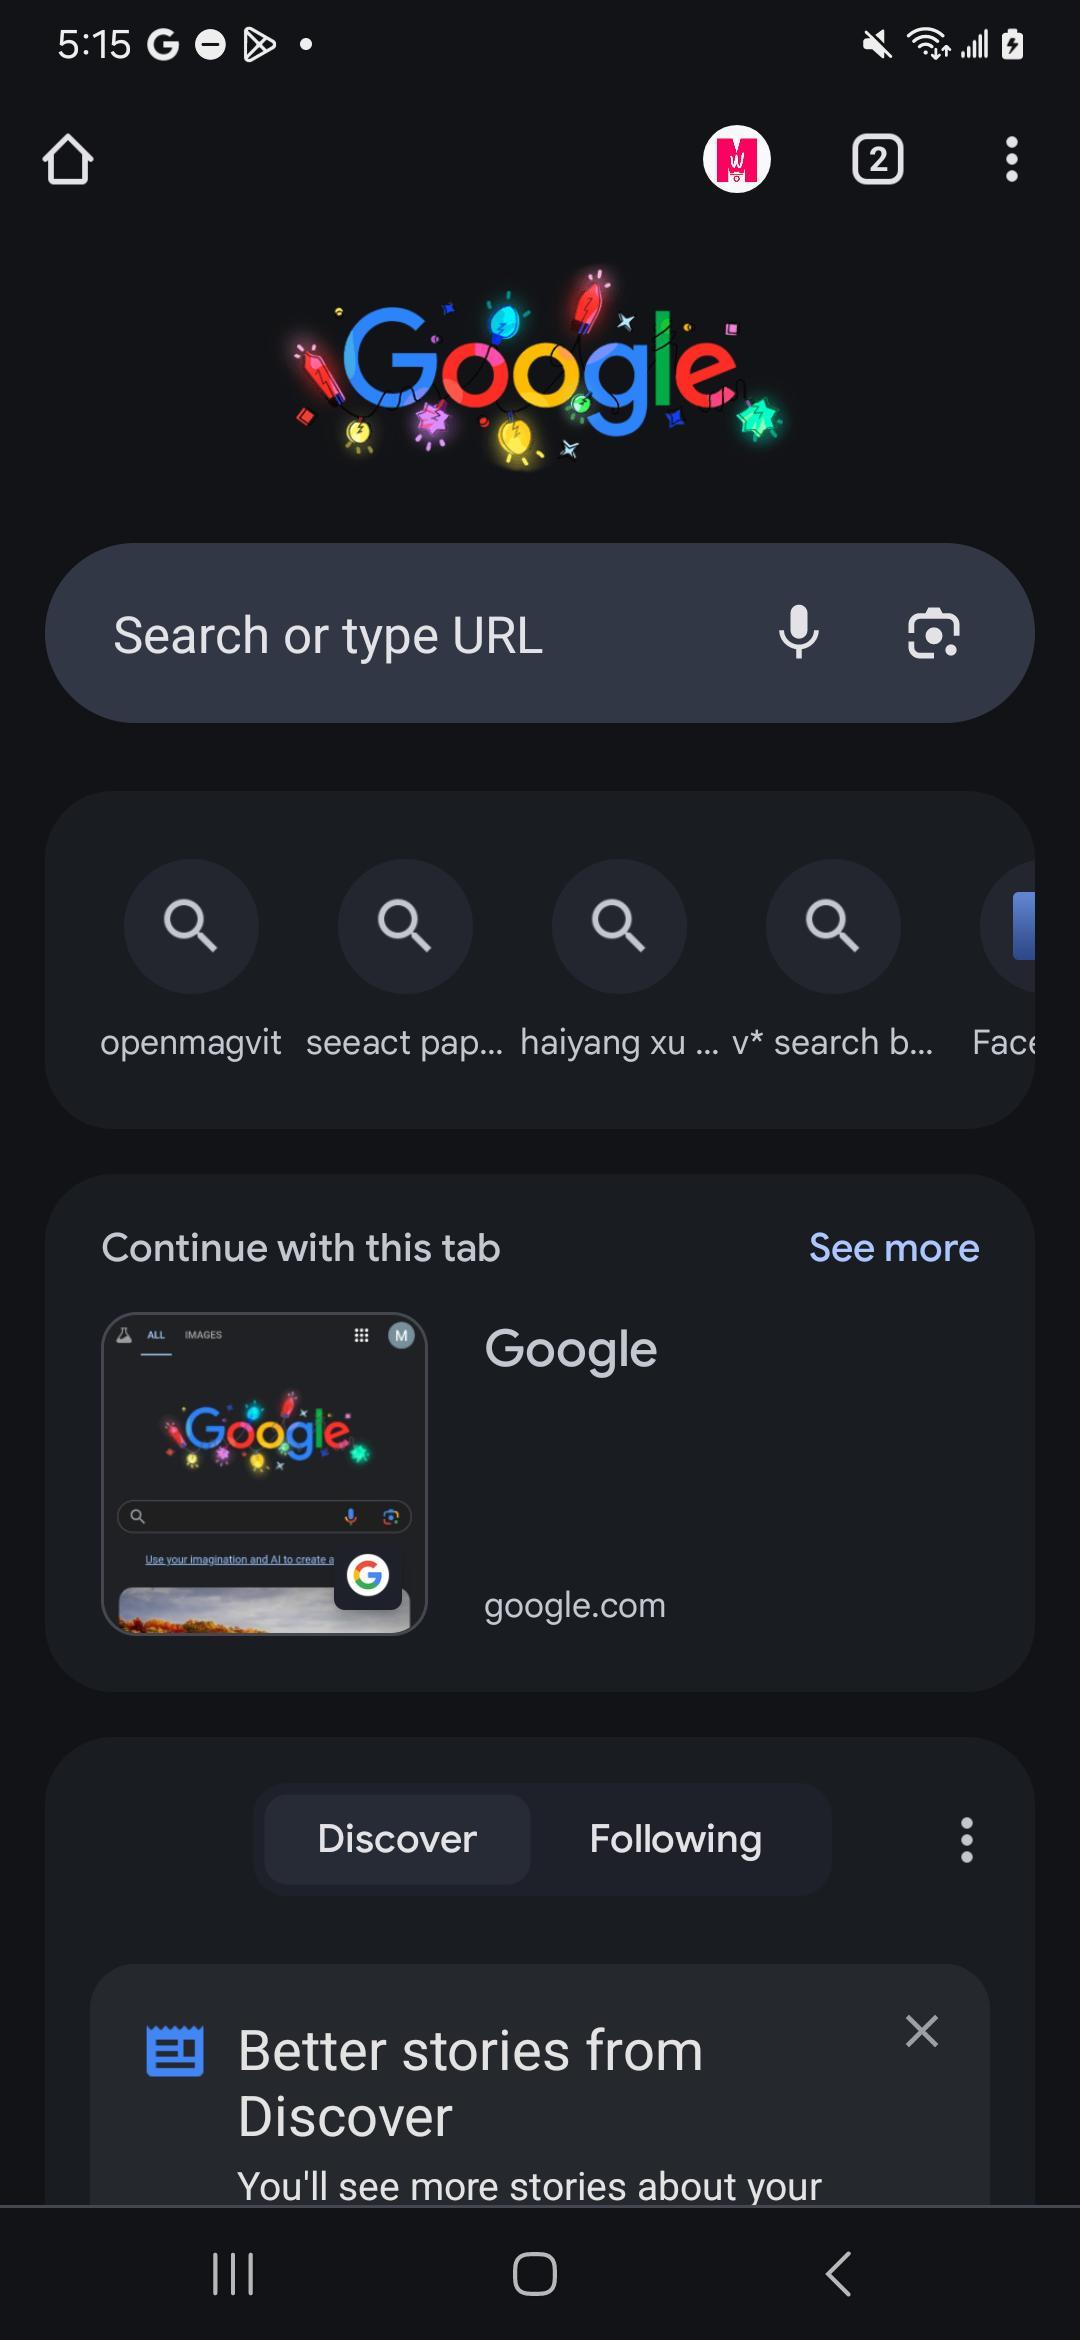 5:15
2
Google
Search or type URL
openmagvit
seeact pap...
haiyang xu ...
v* search b...
Face
Continue with this tab
See more
ALL
IMAGES
M
Google
Use your imagination and AI to create a
Google
google.com
Discover
Following
Better stories from
Discover
You'll see more stories about your